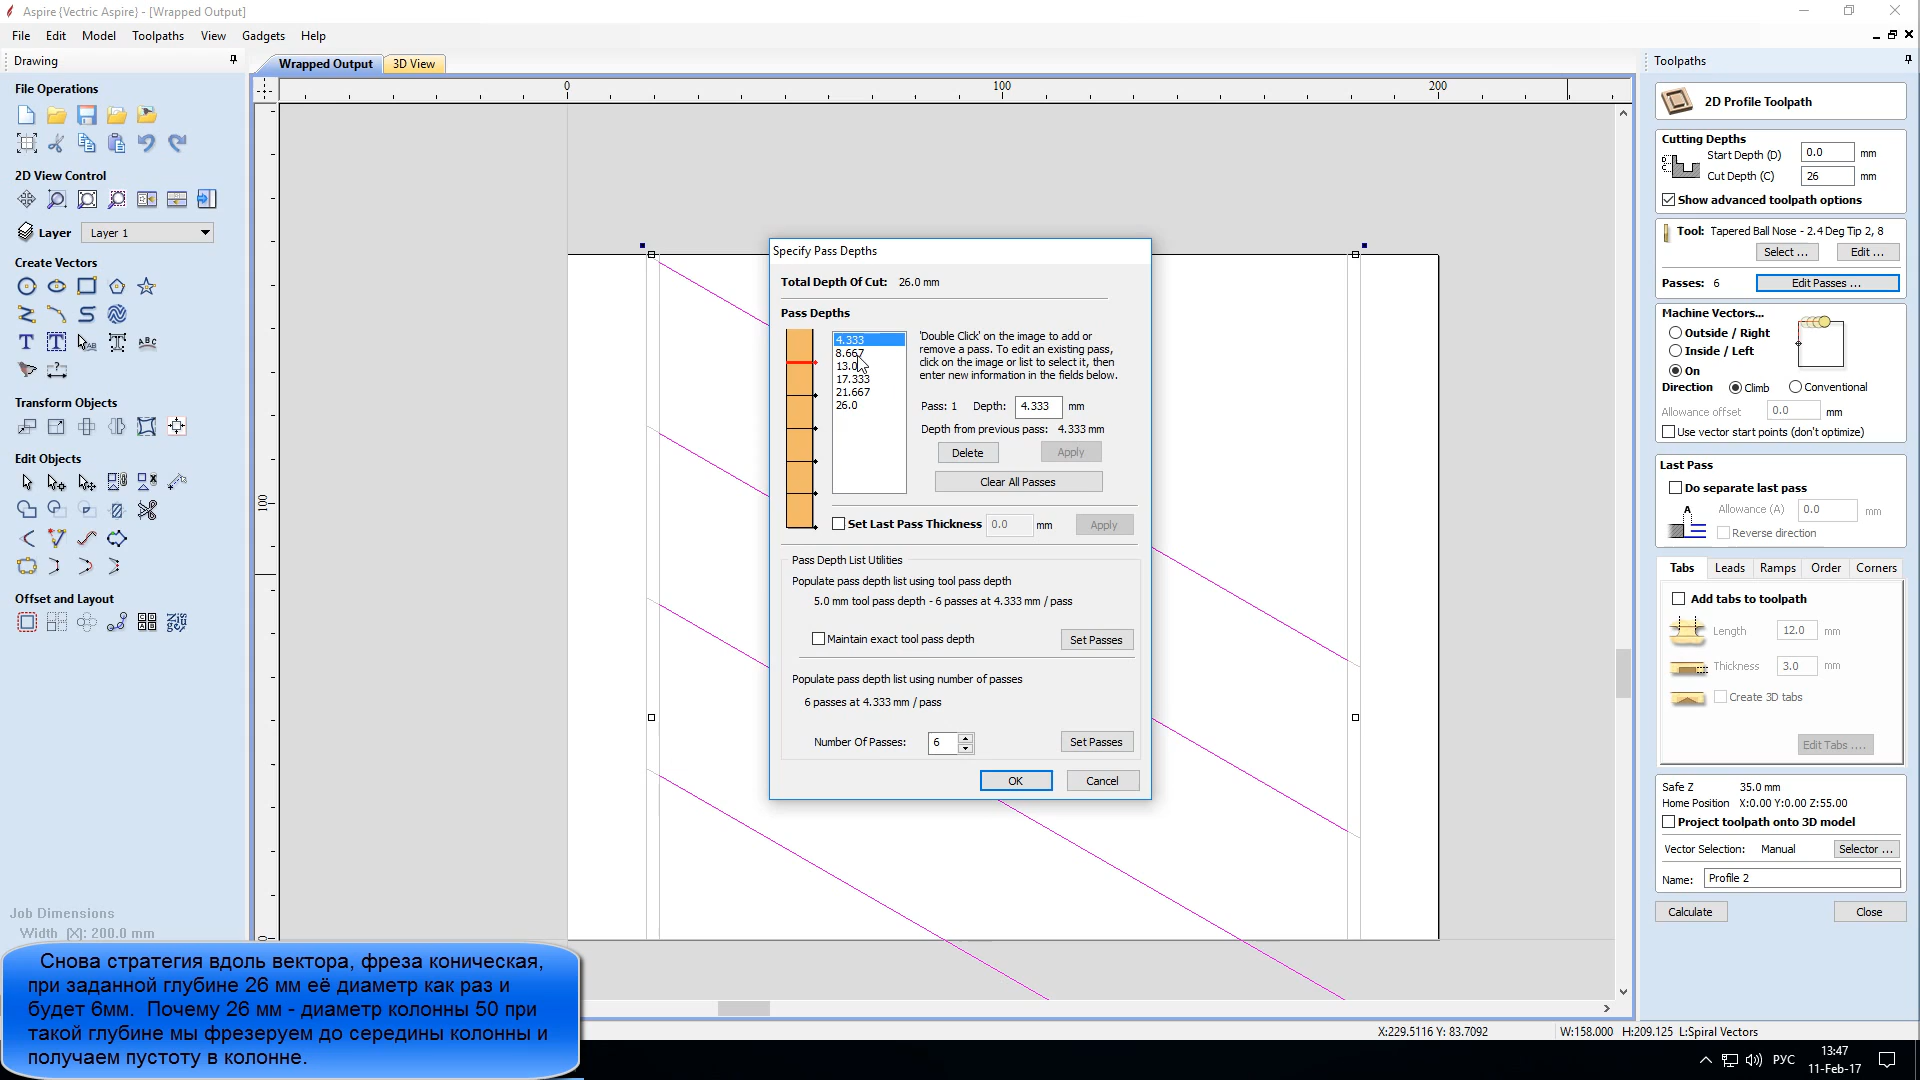 Aspire {Vectric Aspire} - [Wrapped Output]
File Edit Model Toolpaths View Gadgets Help
Drawing
Wrapped Output 3D View
Toolpaths
File Operations
2D View Control
Layer Layer 1
Create Vectors
Transform Objects
Edit Objects
Offset and Layout
Job Dimensions
Width (X): 200.0 mm
0 100 200
100
0
Specify Pass Depths
Total Depth Of Cut: 26.0 mm
Pass Depths
4.333
8.667
13.0
17.333
21.667
26.0
'Double Click' on the image to add or
remove a pass. To edit an existing pass,
click on the image or list to select it, then
enter new information in the fields below.
Pass: 1 Depth: 4.333 mm
Depth from previous pass: 4.333 mm
Delete Apply
Clear All Passes
Set Last Pass Thickness 0.0 mm Apply
Pass Depth List Utilities
Populate pass depth list using tool pass depth
5.0 mm tool pass depth - 6 passes at 4.333 mm / pass
Maintain exact tool pass depth Set Passes
Populate pass depth list using number of passes
6 passes at 4.333 mm / pass
Number Of Passes: 6 Set Passes
OK Cancel
2D Profile Toolpath
Cutting Depths
Start Depth (D) 0.0 mm
Cut Depth (C) 26 mm
Show advanced toolpath options
Tool: Tapered Ball Nose - 2.4 Deg Tip 2, 8
Select ... Edit ...
Passes: 6 Edit Passes ...
Machine Vectors...
Outside / Right
Inside / Left
On
Direction Climb Conventional
Allowance offset 0.0 mm
Use vector start points (don't optimize)
Last Pass
Do separate last pass
Allowance (A) 0.0 mm
Reverse direction
Tabs Leads Ramps Order Corners
Add tabs to toolpath
Length 12.0 mm
Thickness 3.0 mm
Create 3D tabs
Edit Tabs ....
Safe Z 35.0 mm
Home Position X:0.00 Y:0.00 Z:55.00
Project toolpath onto 3D model
Vector Selection: Manual Selector ...
Name: Profile 2
Calculate Close
Снова стратегия вдоль вектора, фреза коническая,
при заданной глубине 26 мм её диаметр как раз и
будет 6мм. Почему 26 мм - диаметр колонны 50 при
такой глубине мы фрезеруем до середины колонны и
получаем пустоту в колонне.
X:229.5116 Y: 83.7092 W:158.000 H:209.125 L:Spiral Vectors
РУС 13:47
11-Feb-17